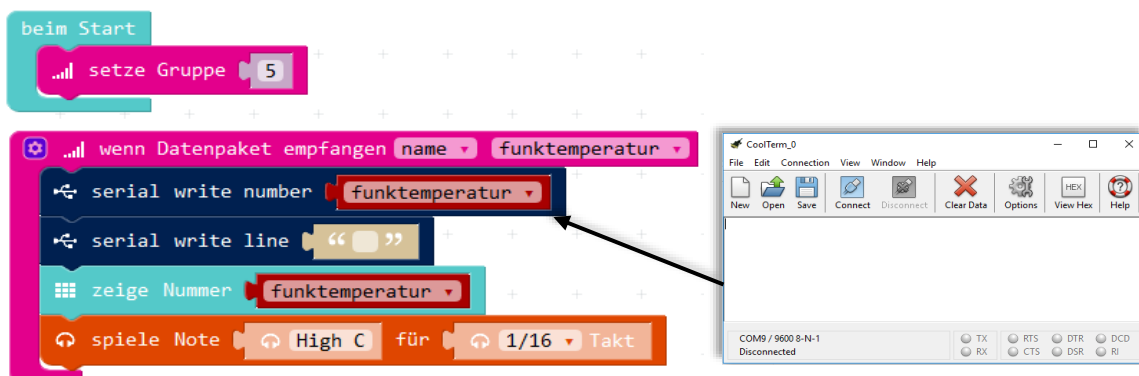 beim Start
setze Gruppe 5
wenn Datenpaket empfangen name funktemperatur
serial write number funktemperatur
serial write line “ ”
zeige Nummer funktemperatur
spiele Note High C für 1/16 Takt
CoolTerm_0
File Edit Connection View Window Help
New Open Save Connect Disconnect Clear Data Options View Hex Help
HEX
COM9 / 9600 8-N-1
Disconnected
TX RTS DTR DCD
RX CTS DSR RI